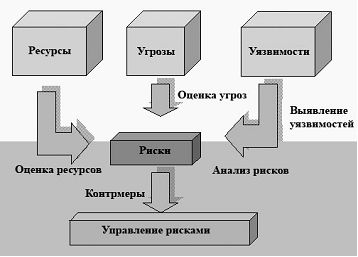 Ресурсы
Угрозы
Уязвимости
Оценка угроз
Выявление
уязвимостей
Риски
Оценка ресурсов
Анализ рисков
Контрмеры
Управление рисками